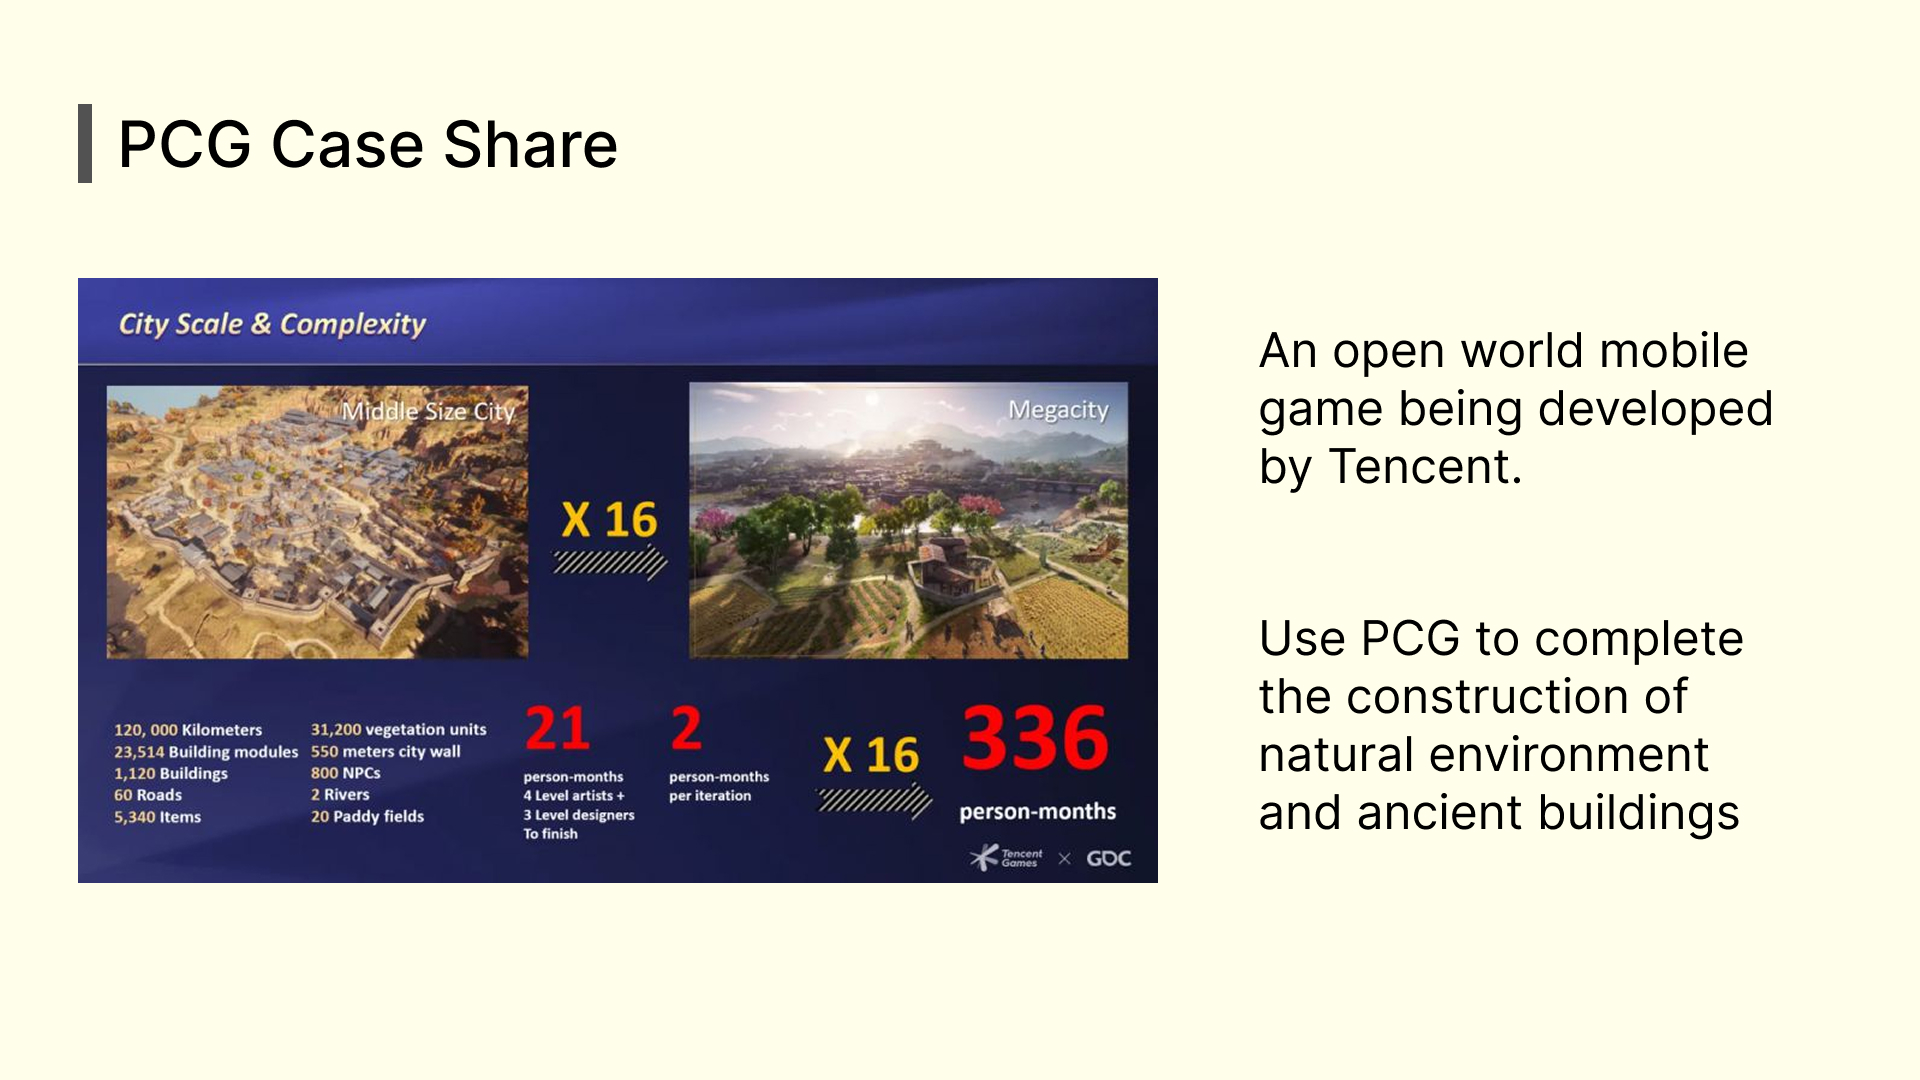 PCG Case Share
City Scale & Complexity
Middle Size City
X 16
Megacity
120, 000 Kilometers
23,514 Building modules
1,120 Buildings
60 Roads
5,340 Items
31,200 vegetation units
550 meters city wall
800 NPCs
2 Rivers
20 Paddy fields
21
person-months
4 Level artists +
3 Level designers
To finish
2
person-months
per iteration
X 16
336
person-months
Tencent
Games
X
GDC
An open world mobile
game being developed
by Tencent.
Use PCG to complete
the construction of
natural environment
and ancient buildings